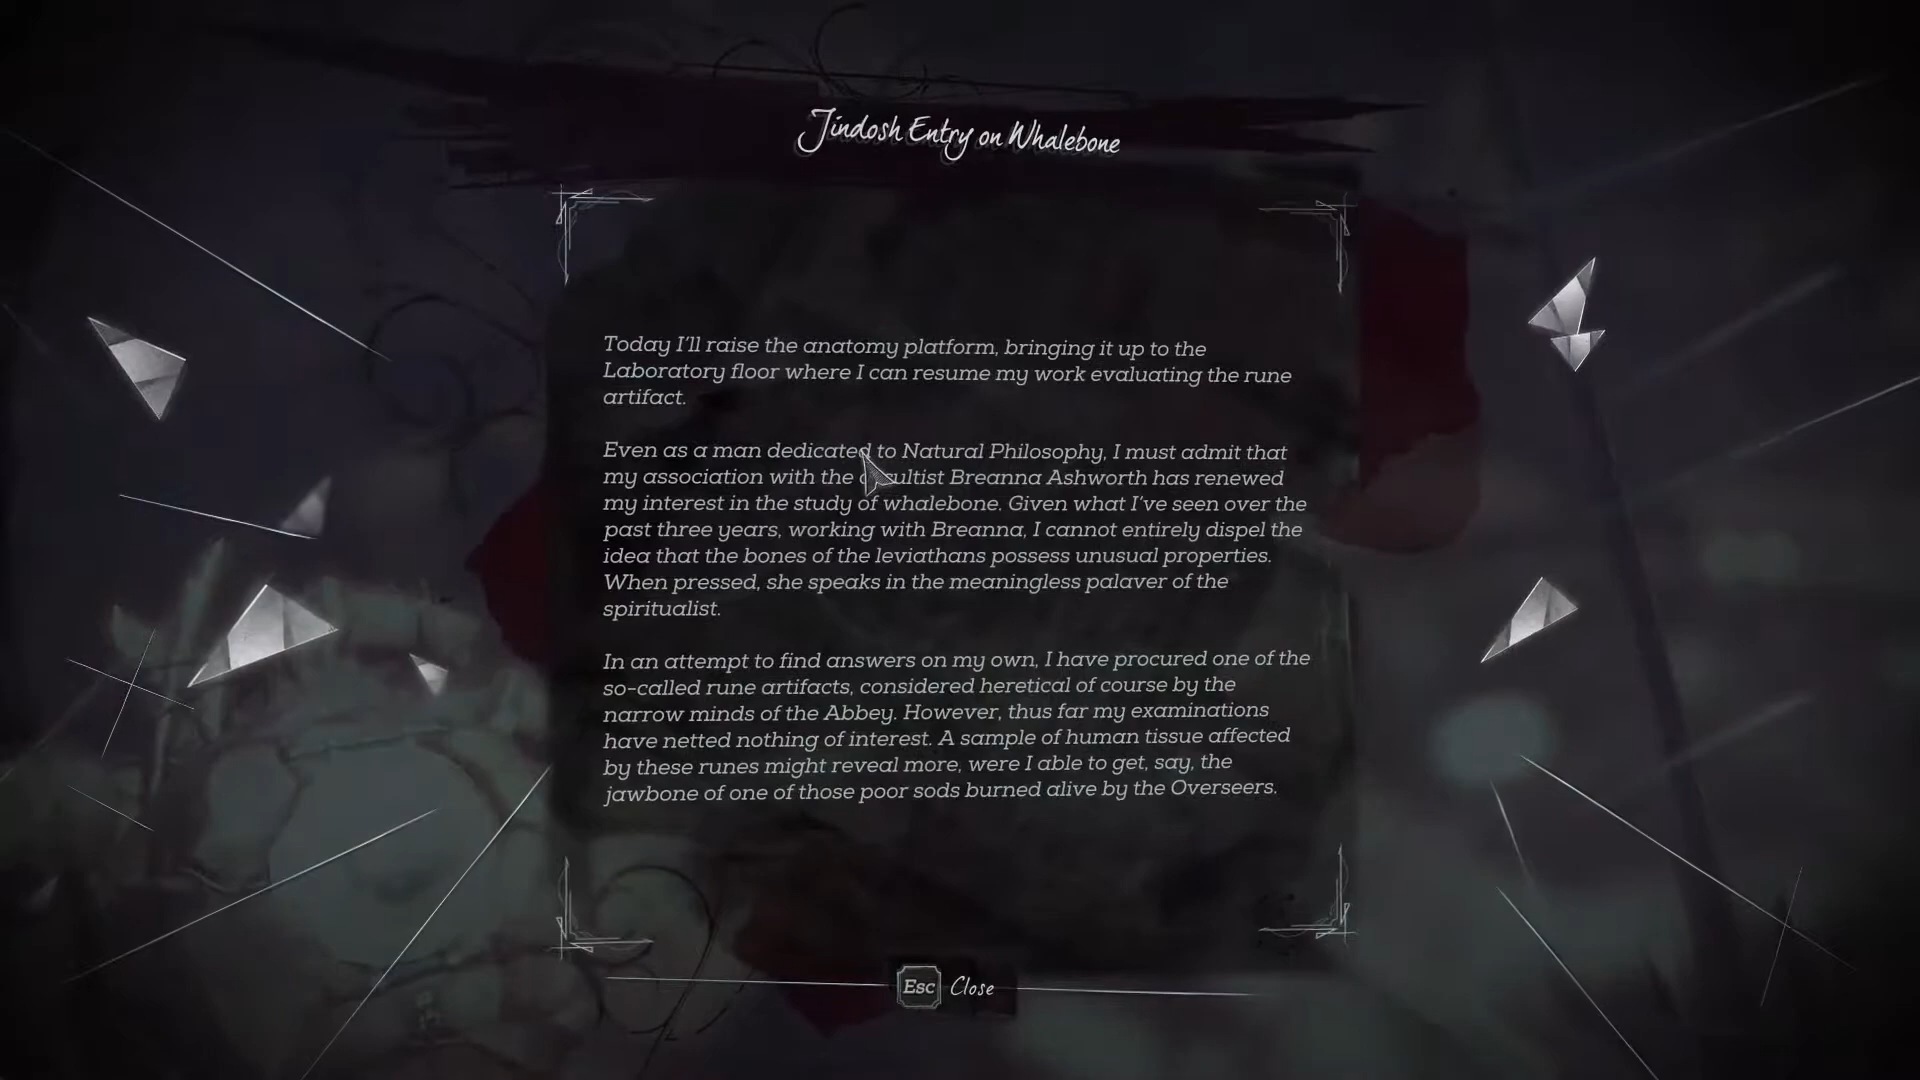 Jindosh Entry on Whalebone
Today I'll raise the anatomy platform, bringing it up to the
Laboratory floor where I can resume my work evaluating the rune
artifact.
Even as a man dedicated to Natural Philosophy, I must admit that
my association with the Breanna Ashworth has renewed
my interest in the study of whalebone. Given what I've seen over the
past three years, working with Breanna, I cannot entirely dispel the
idea that the bones of the leviathans possess unusual properties.
When pressed, she speaks in the meaningless palaver of the
spiritualist.
In an attempt to find answers on my own, I have procured one of the
so-called rune artifacts, considered heretical of course by the
narrow minds of the Abbey. However, thus far my examinations
have netted nothing of interest. A sample of human tissue affected
by these runes might reveal more, were I able to get, say, the
jawbone of one of those poor sods burned alive by the Overseers.
Esc Close